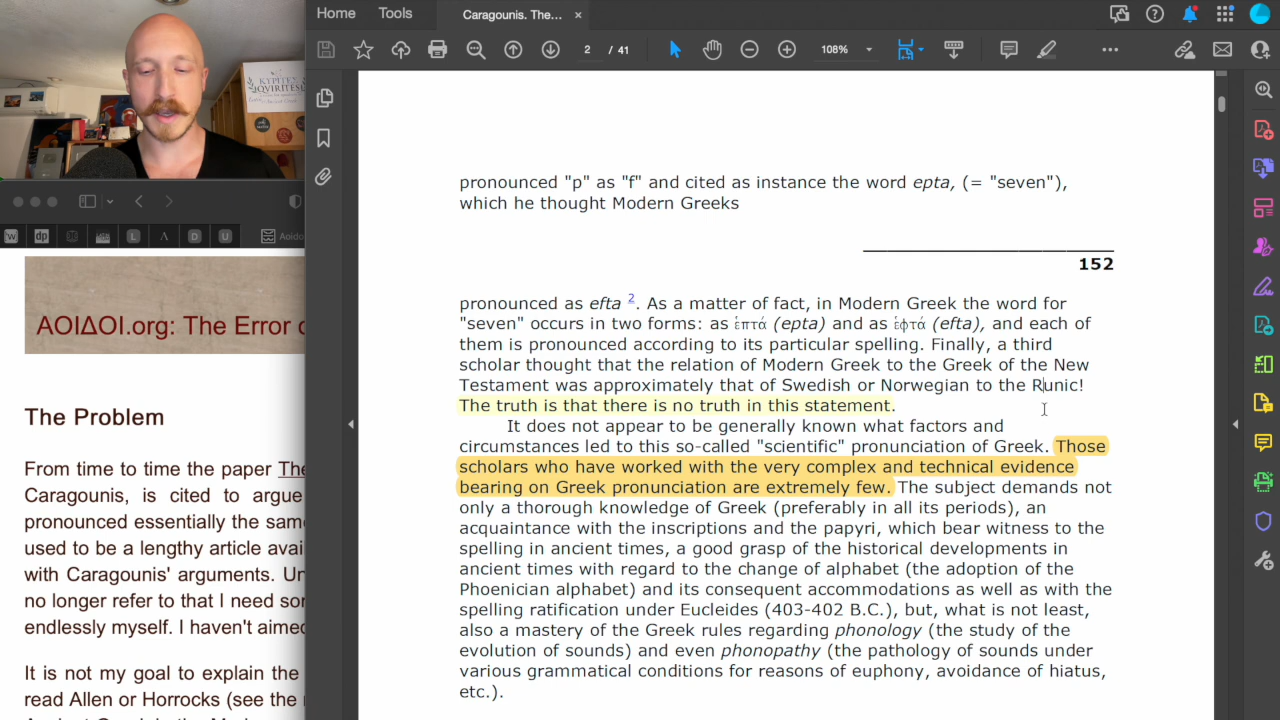 Home
Tools
Caragounis. The...
2 / 41
108%
KYPITEC
QVIRITES
pronounced "p" as "f" and cited as instance the word epta, (= "seven"),
which he thought Modern Greeks
152
pronounced as efta 2. As a matter of fact, in Modern Greek the word for
"seven" occurs in two forms: as ἑπτά (epta) and as ἑφτά (efta), and each of
them is pronounced according to its particular spelling. Finally, a third
scholar thought that the relation of Modern Greek to the Greek of the New
Testament was approximately that of Swedish or Norwegian to the Runic!
The truth is that there is no truth in this statement.
It does not appear to be generally known what factors and
circumstances led to this so-called "scientific" pronunciation of Greek. Those
scholars who have worked with the very complex and technical evidence
bearing on Greek pronunciation are extremely few. The subject demands not
only a thorough knowledge of Greek (preferably in all its periods), an
acquaintance with the inscriptions and the papyri, which bear witness to the
spelling in ancient times, a good grasp of the historical developments in
ancient times with regard to the change of alphabet (the adoption of the
Phoenician alphabet) and its consequent accommodations as well as with the
spelling ratification under Eucleides (403-402 B.C.), but, what is not least,
also a mastery of the Greek rules regarding phonology (the study of the
evolution of sounds) and even phonopathy (the pathology of sounds under
various grammatical conditions for reasons of euphony, avoidance of hiatus,
etc.).
W dp L Λ D U Aoido
ΑΟΙΔΟΙ.org: The Error o
The Problem
From time to time the paper The
Caragounis, is cited to argue
pronounced essentially the sam
used to be a lengthy article avai
with Caragounis' arguments. Un
no longer refer to that I need so
endlessly myself. I haven't aimed
It is not my goal to explain the
read Allen or Horrocks (see the